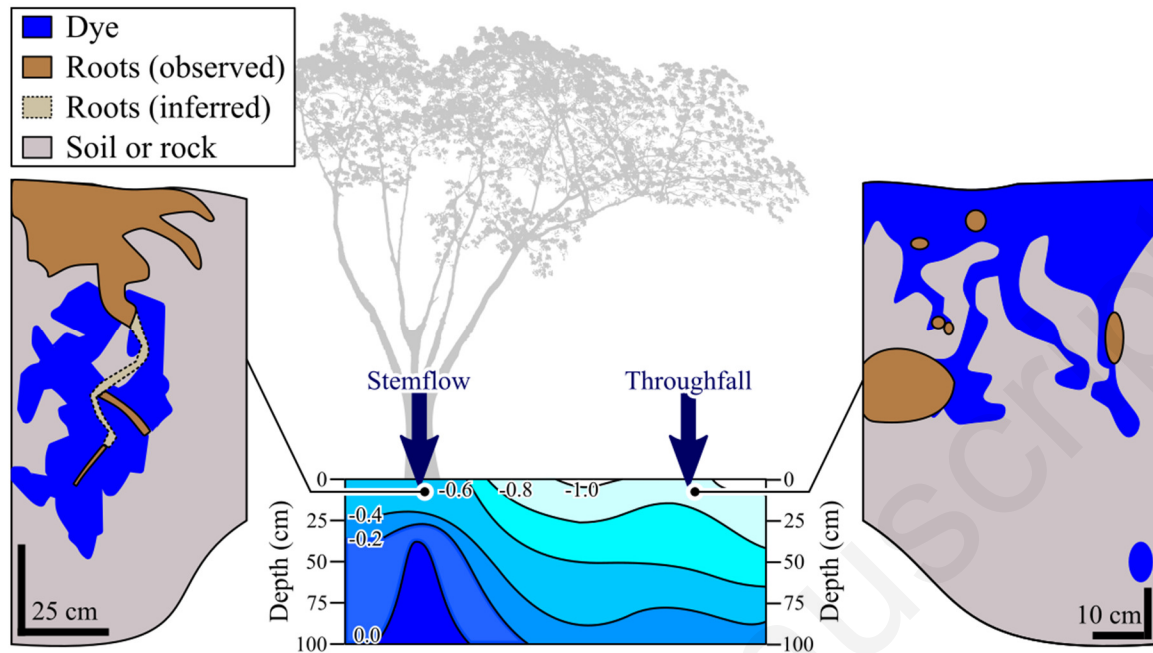 Dye
Roots (observed)
Roots (inferred)
Soil or rock
Stemflow
Throughfall
0
25
50
75
100
Depth (cm)
-0.6
-0.8
-1.0
-0.4
-0.2
0.0
0
25
50
75
100
Depth (cm)
25 cm
10 cm